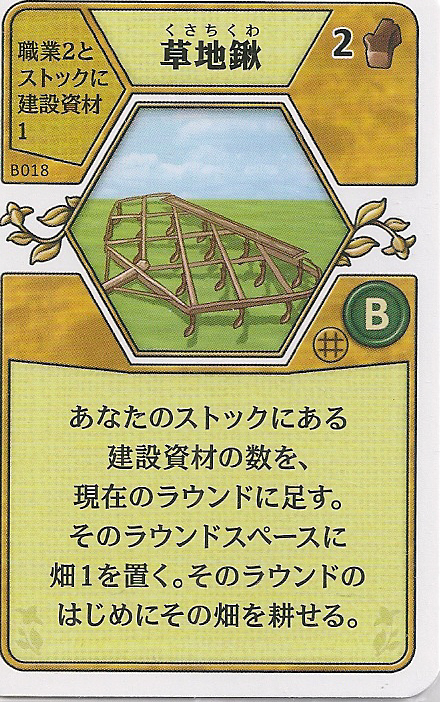 職業2と
ストックに
建設資材
1
B018
くさちくわ
草地鍬
2
B
あなたのストックにある
建設資材の数を、
現在のラウンドに足す。
そのラウンドスペースに
畑1を置く。そのラウンドの
はじめにその畑を耕せる。